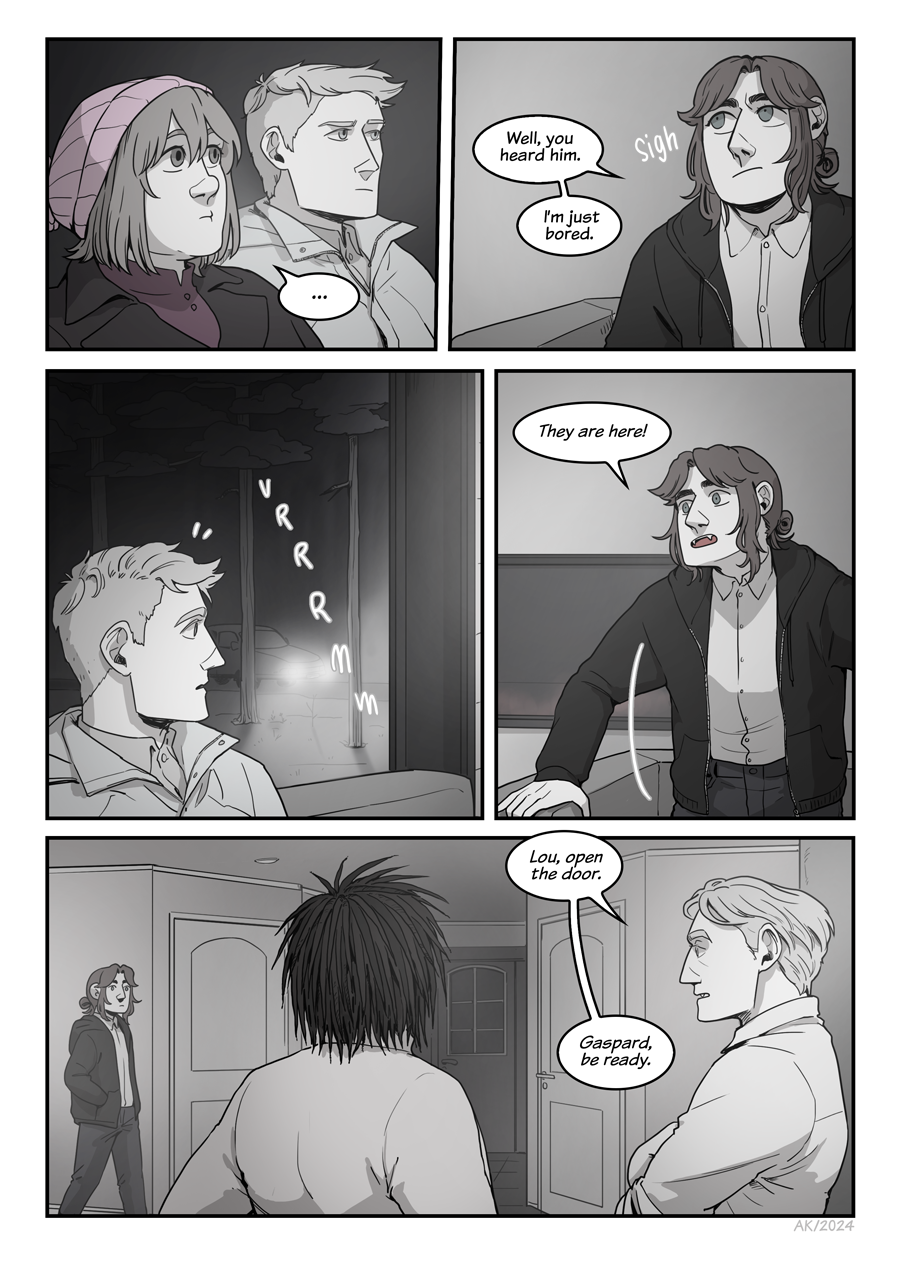 ...
Well, you
heard him.
sigh
I'm just
bored.
VRRRMM
They are here!
Lou, open
the door.
Gaspard,
be ready.
AK/2024